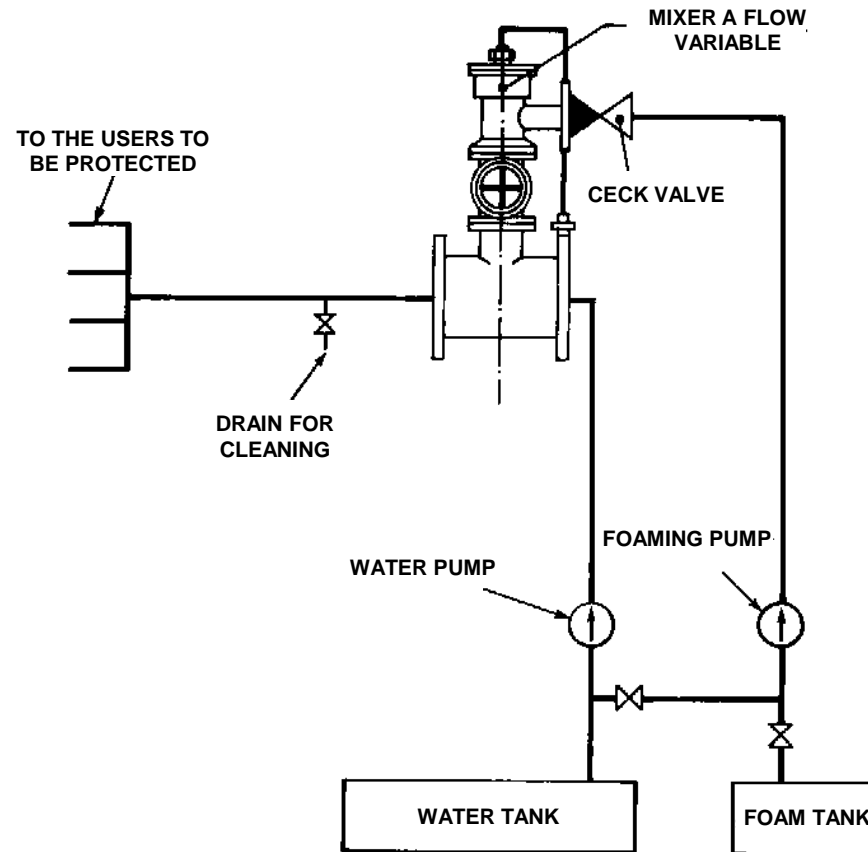 MIXER A FLOW
VARIABLE
TO THE USERS TO
BE PROTECTED
CECK VALVE
DRAIN FOR
CLEANING
FOAMING PUMP
WATER PUMP
WATER TANK
FOAM TANK